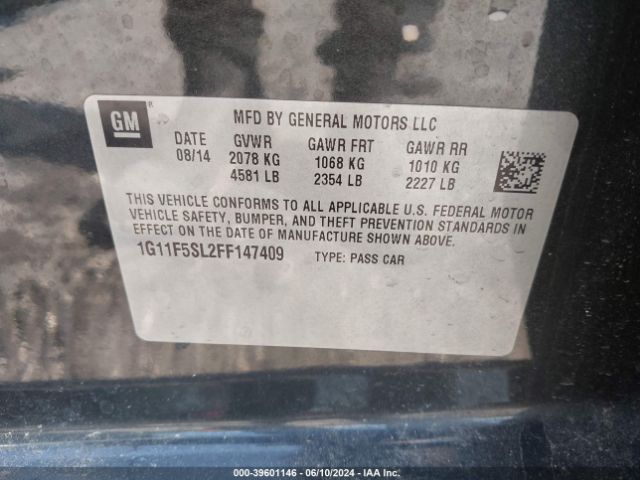 GM
MFD BY GENERAL MOTORS LLC
DATE GVWR GAWR FRT GAWR RR
08/14 2078 KG 1068 KG 1010 KG
4581 LB 2354 LB 2227 LB
THIS VEHICLE CONFORMS TO ALL APPLICABLE U.S. FEDERAL MOTOR
VEHICLE SAFETY, BUMPER, AND THEFT PREVENTION STANDARDS IN
EFFECT ON THE DATE OF MANUFACTURE SHOWN ABOVE.
1G11F5SL2FF147409 TYPE: PASS CAR
000-39601146 - 06/10/2024 - IAA Inc.